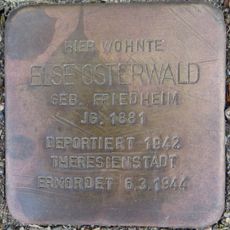 HIER WOHNTE
ELSE OSTERWALD
GEB. FRIEDHEIM
JG. 1881
DEPORTIERT 1942
THERESIENSTADT
ERMORDET 6.3.1944